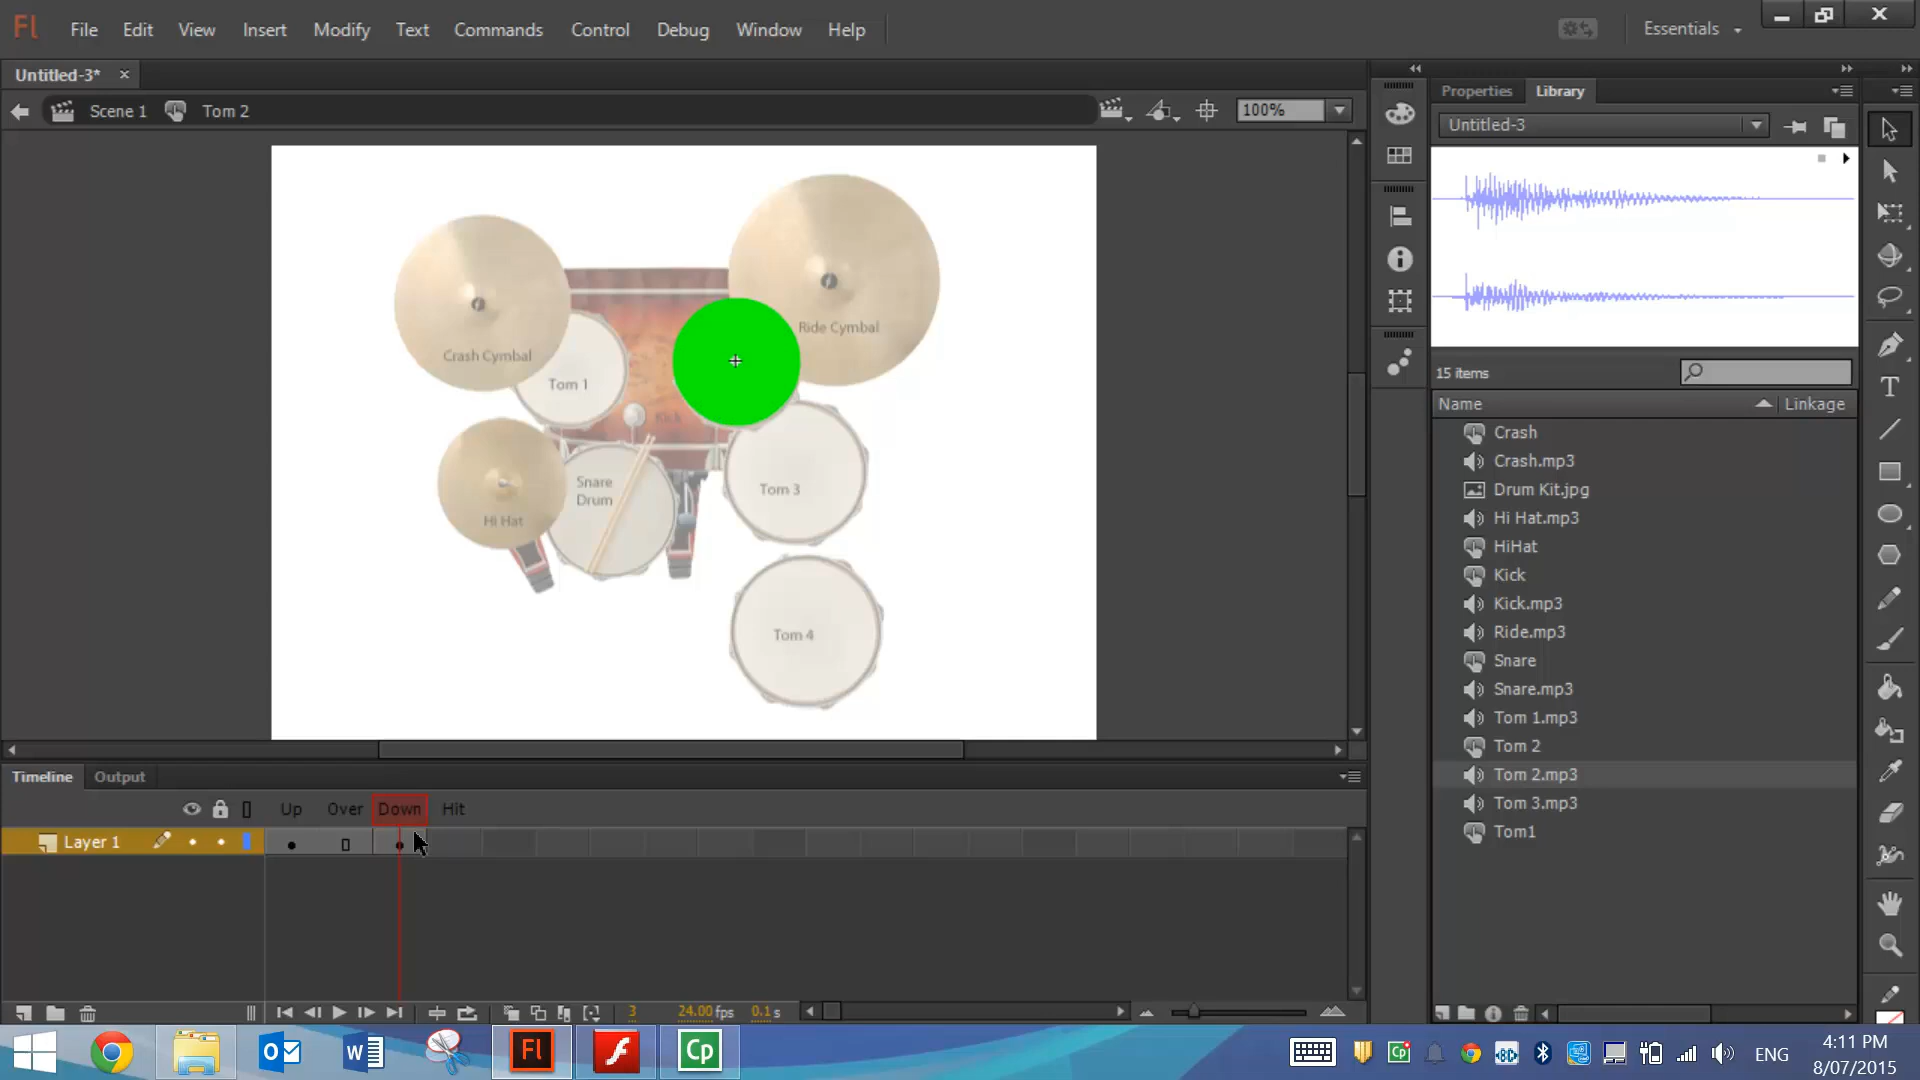 Fl File Edit View Insert Modify Text Commands Control Debug Window Help Essentials
Untitled-3*
Scene 1 Tom 2 100%
Properties Library
Untitled-3
Ride Cymbal
Crash Cymbal
Tom 1
Kick
Snare
Drum
Tom 3
Hi Hat
Tom 4
15 items
Name Linkage
Crash
Crash.mp3
Drum Kit.jpg
Hi Hat.mp3
HiHat
Kick
Kick.mp3
Ride.mp3
Snare
Snare.mp3
Tom 1.mp3
Tom 2
Tom 2.mp3
Tom 3.mp3
Tom1
Timeline Output
Up Over Down Hit
Layer 1
3 24.00 fps 0.1 s
Fl Cp Cp ENG
4:11 PM
8/07/2015